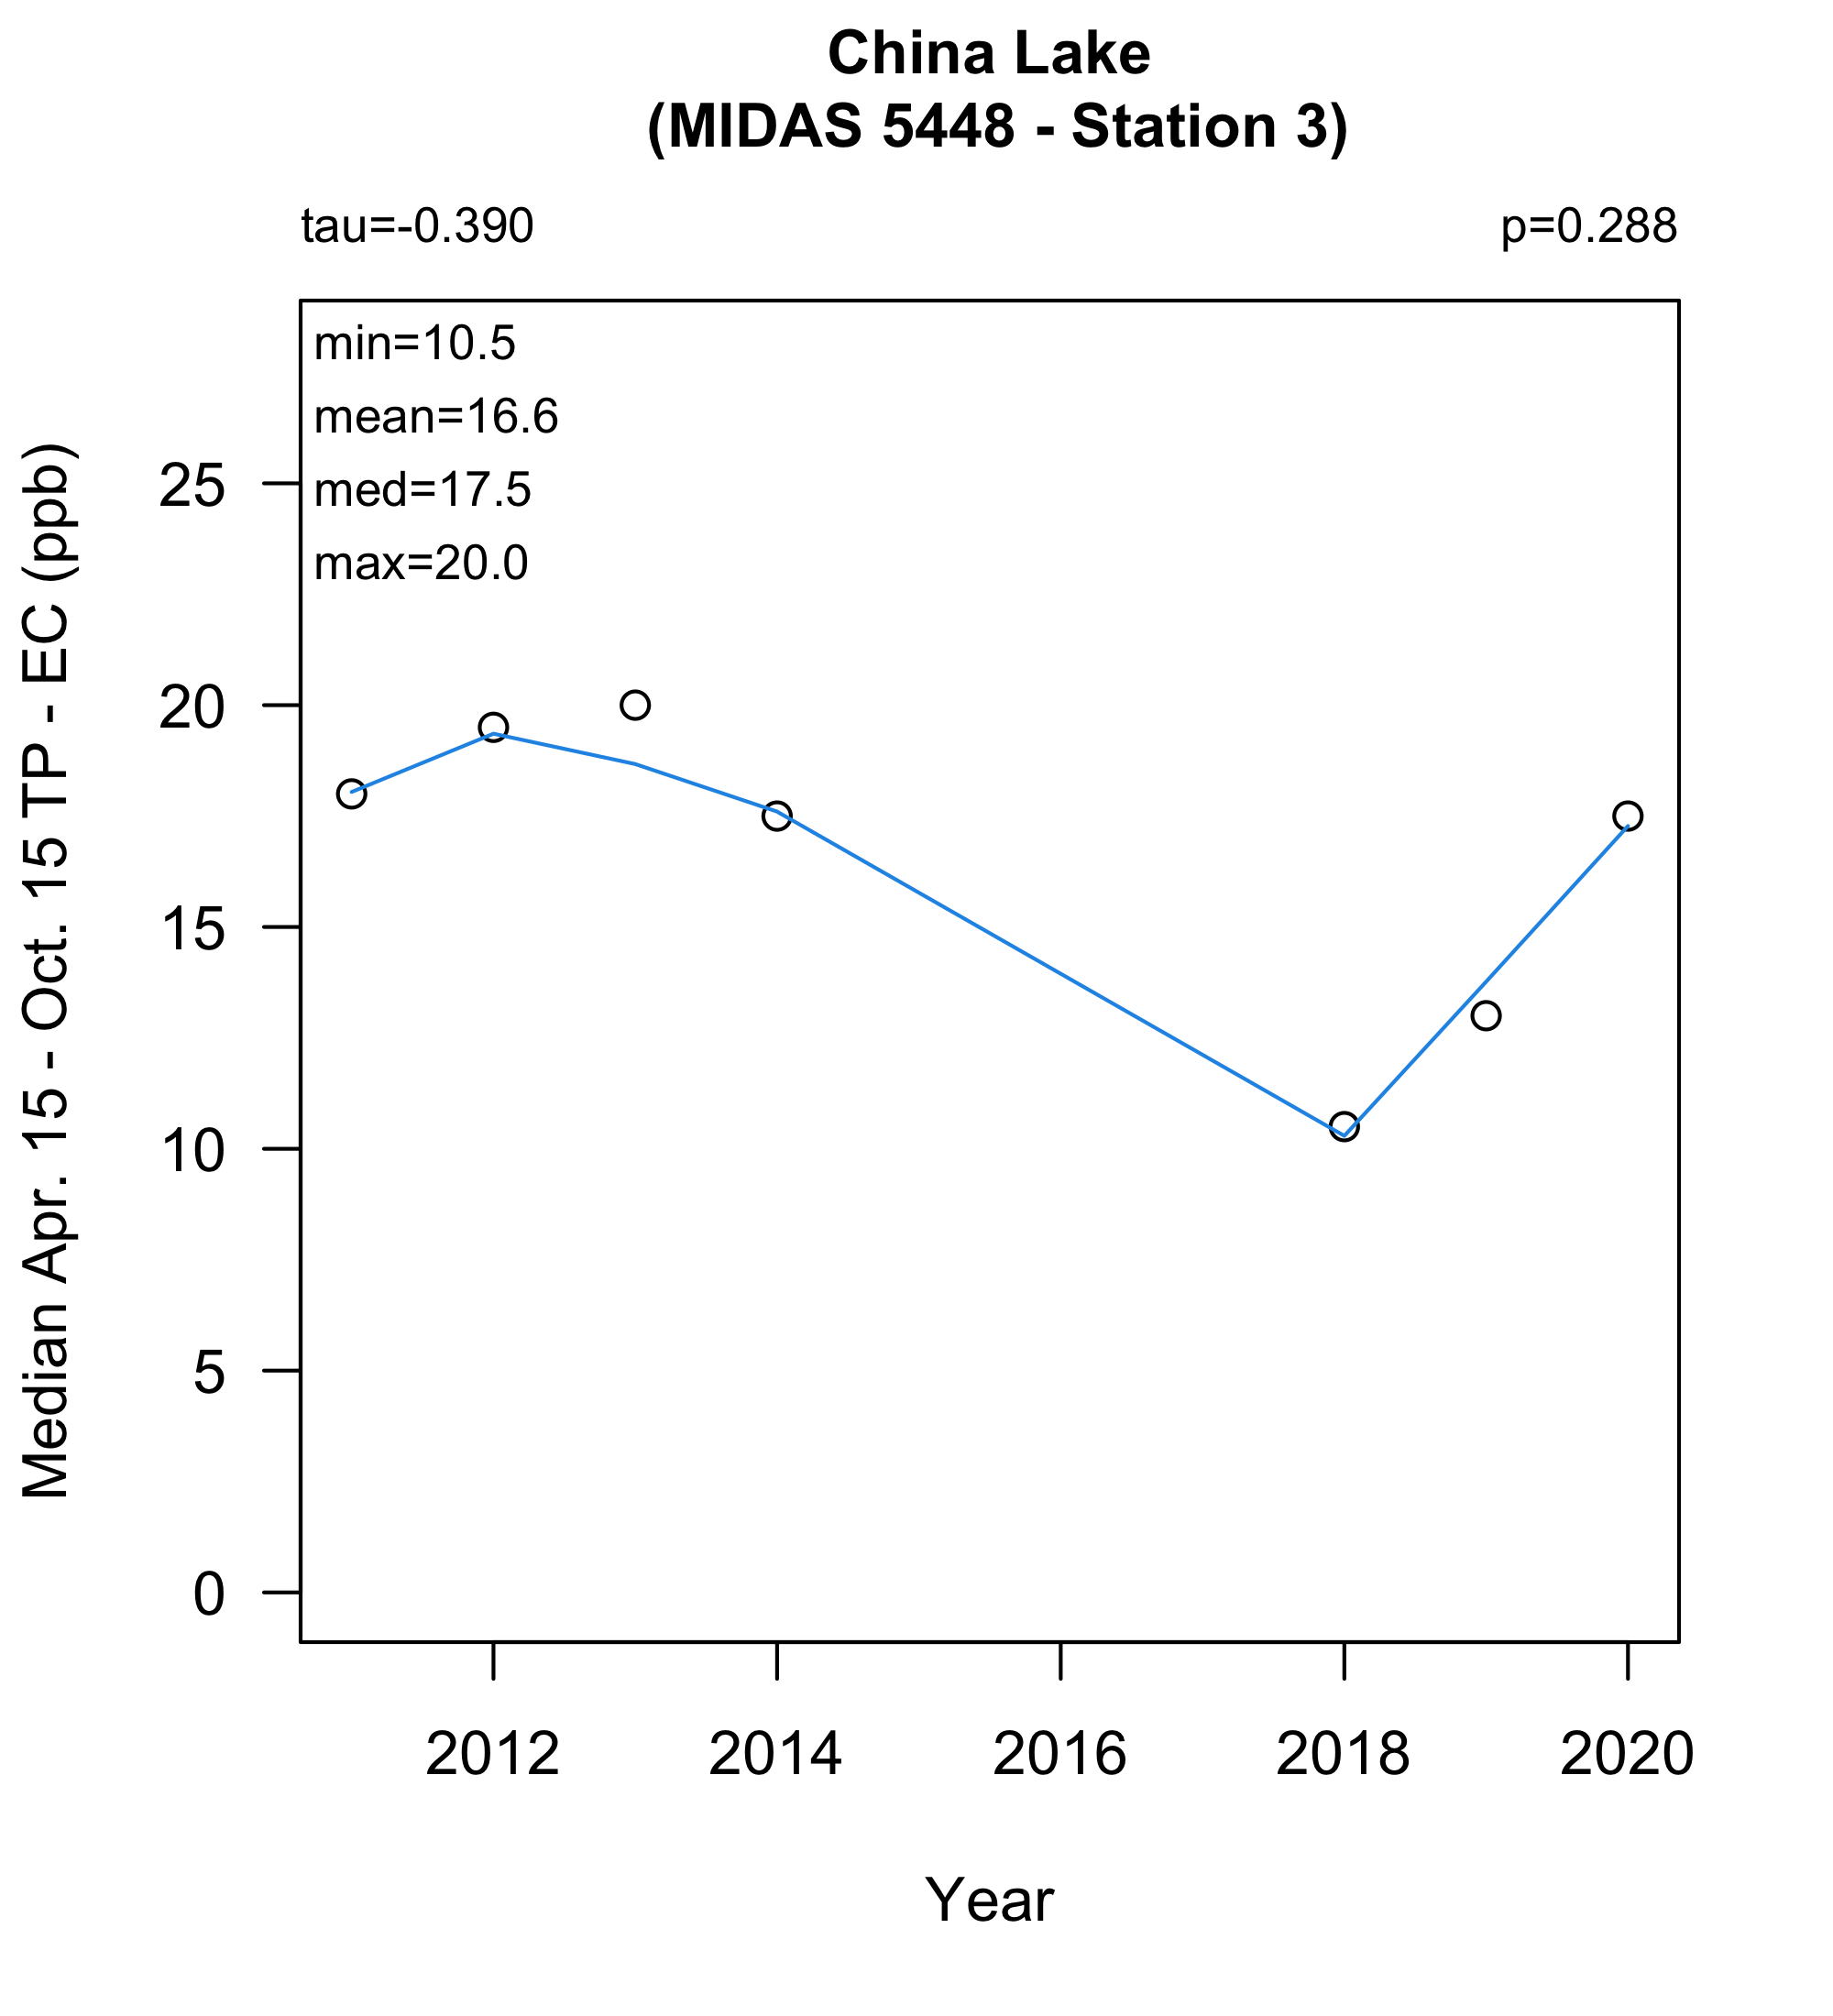 China Lake
(MIDAS 5448 - Station 3)
tau=-0.390
p=0.288
min=10.5
mean=16.6
med=17.5
max=20.0
Median Apr. 15 - Oct. 15 TP - EC (ppb)
25
20
15
10
5
0
2012
2014
2016
2018
2020
Year